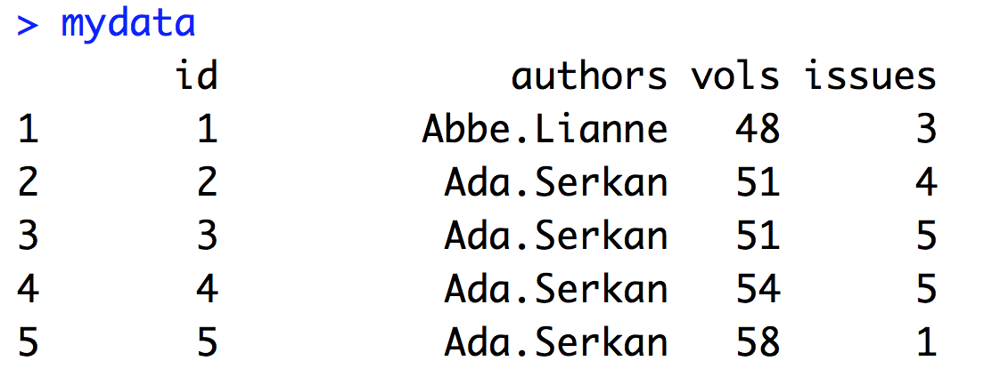 > mydata
id authors vols issues
1 1 Abbe.Lianne 48 3
2 2 Ada.Serkan 51 4
3 3 Ada.Serkan 51 5
4 4 Ada.Serkan 54 5
5 5 Ada.Serkan 58 1